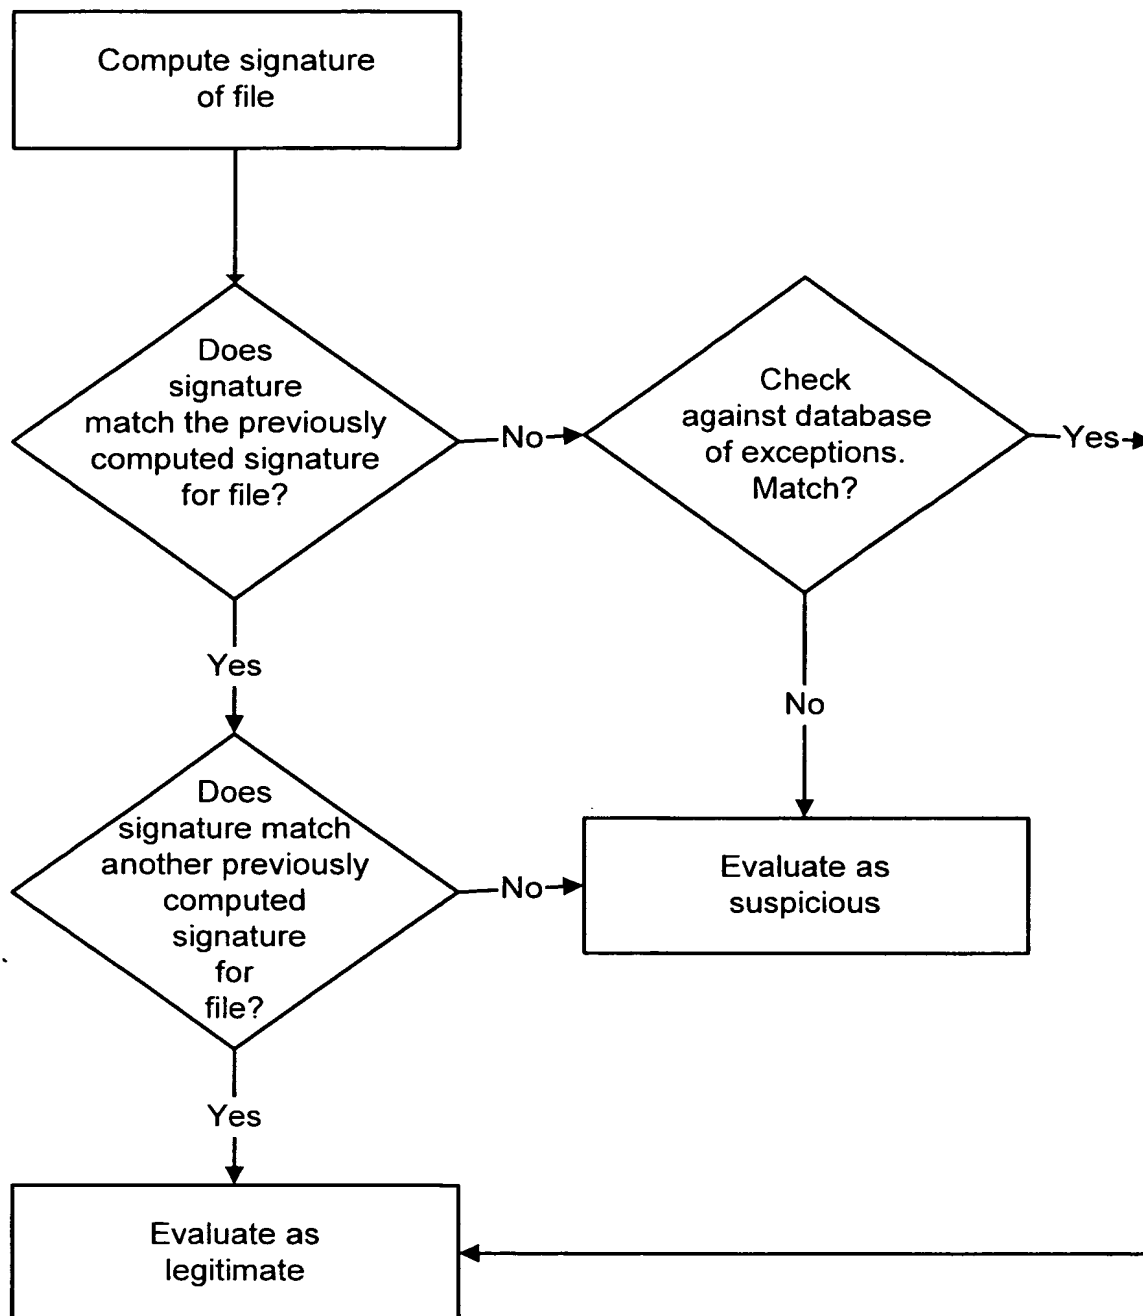 Compute signature
of file
Does
signature
match the previously
computed signature
for file?
No
Check
against database
of exceptions.
Match?
Yes
Yes
No
Does
signature match
another previously
computed
signature
for
file?
No
Evaluate as
suspicious
Yes
Evaluate as
legitimate